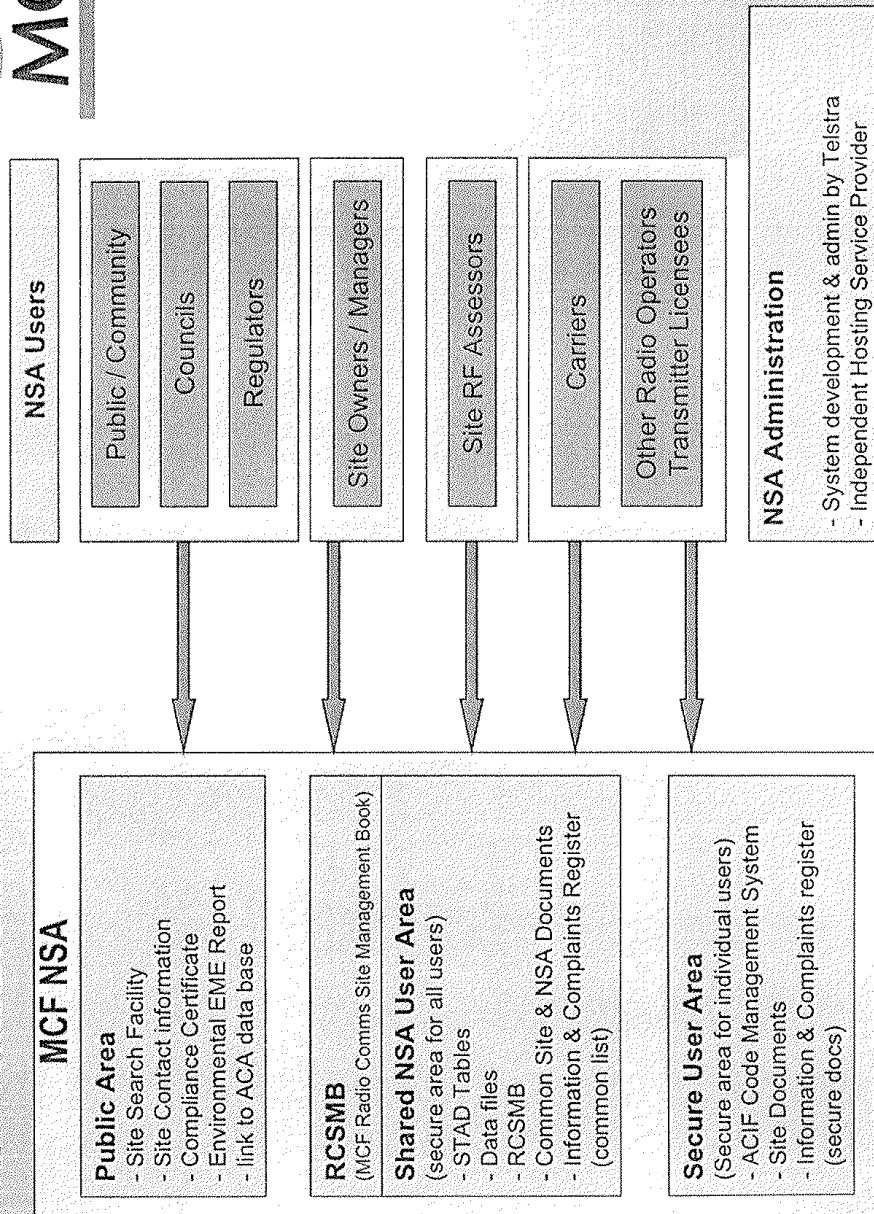 MCF NSA
Public Area
- Site Search Facility
- Site Contact information
- Compliance Certificate
- Environmental EME Report
- link to ACA data base
RCSMB
(MCF Radio Comms Site Management Book)
Shared NSA User Area
(secure area for all users)
- STAD Tables
- Data files
- RCSMB
- Common Site & NSA Documents
- Information & Complaints Register
(common list)
Secure User Area
(Secure area for individual users)
- ACIF Code Management System
- Site Documents
- Information & Complaints register
(secure docs)
NSA Users
Public / Community
Councils
Regulators
Site Owners / Managers
Site RF Assessors
Carriers
Other Radio Operators
Transmitter Licensees
NSA Administration
- System development & admin by Telstra
- Independent Hosting Service Provider